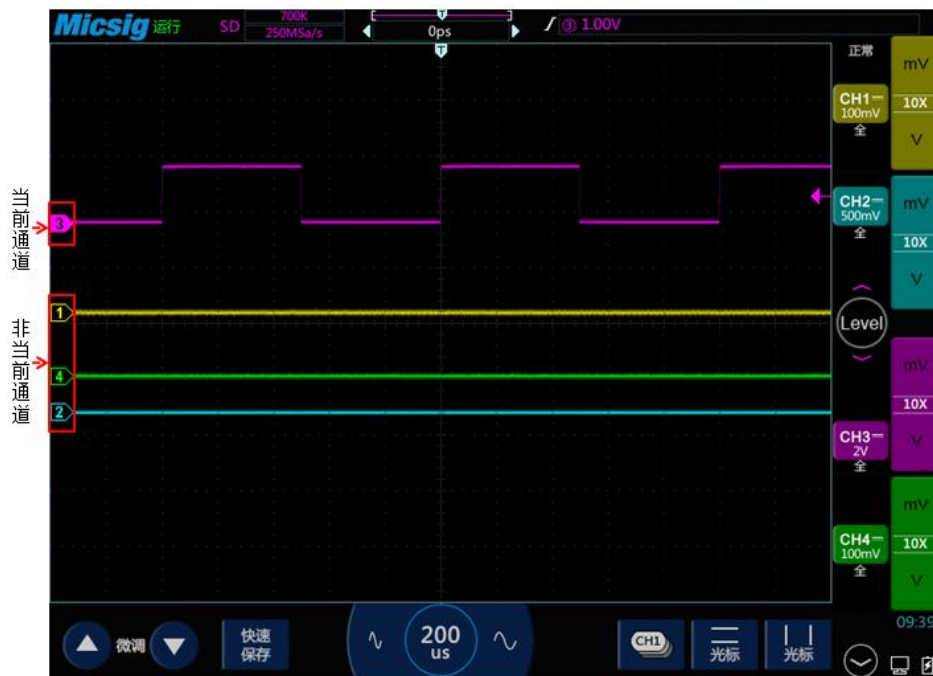 Micsig 运行 SD 700K 250MSa/s 0ps ③ 1.00V
T
T
正常
mV
10X
V
CH1
100mV
全
mV
10X
V
CH2
500mV
全
Level
mV
10X
V
CH3
2V
全
mV
10X
V
CH4
100mV
全
当前通道
3
非当前通道
1
4
2
微调
快速
保存
200
us
CH1
光标
光标
09:39